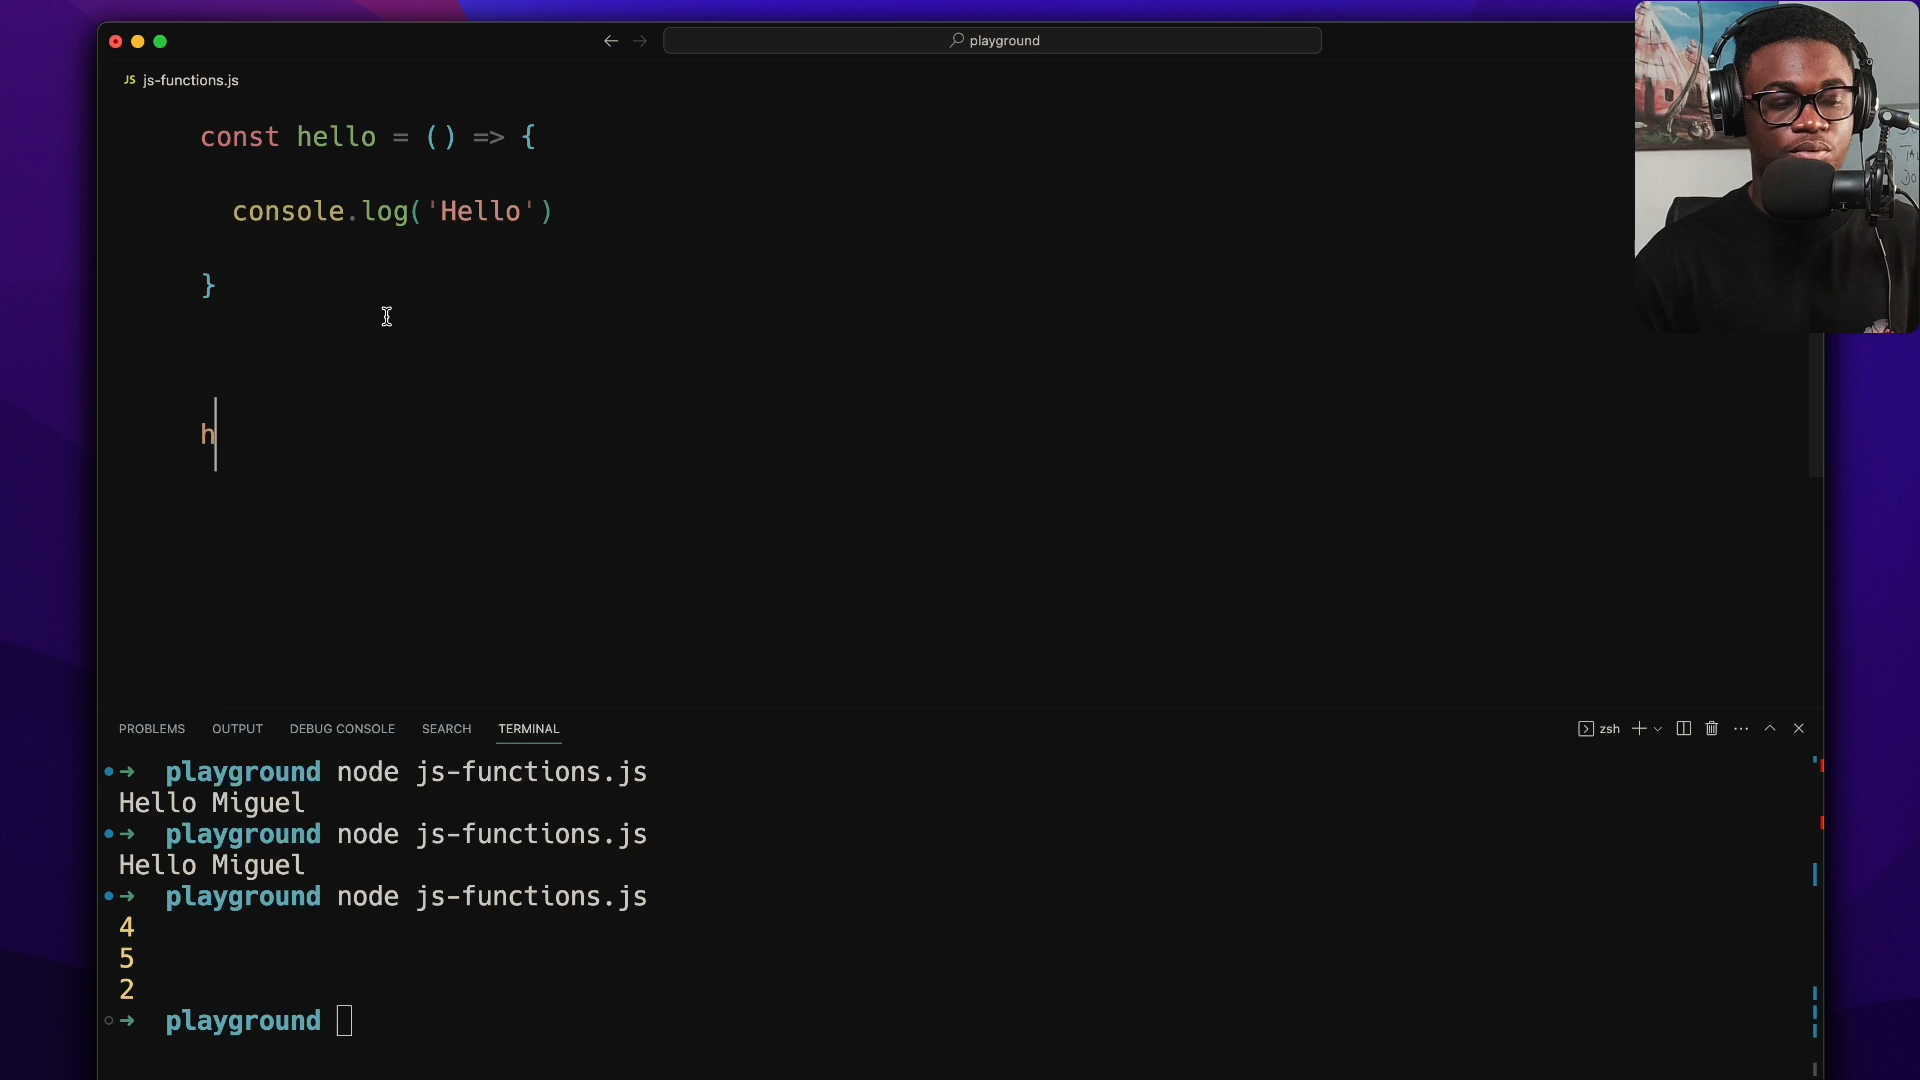 playground
JS js-functions.js
const hello = () => {
console.log('Hello')
}
h
PROBLEMS OUTPUT DEBUG CONSOLE SEARCH TERMINAL zsh
➜ playground node js-functions.js
Hello Miguel
➜ playground node js-functions.js
Hello Miguel
➜ playground node js-functions.js
4
5
2
➜ playground